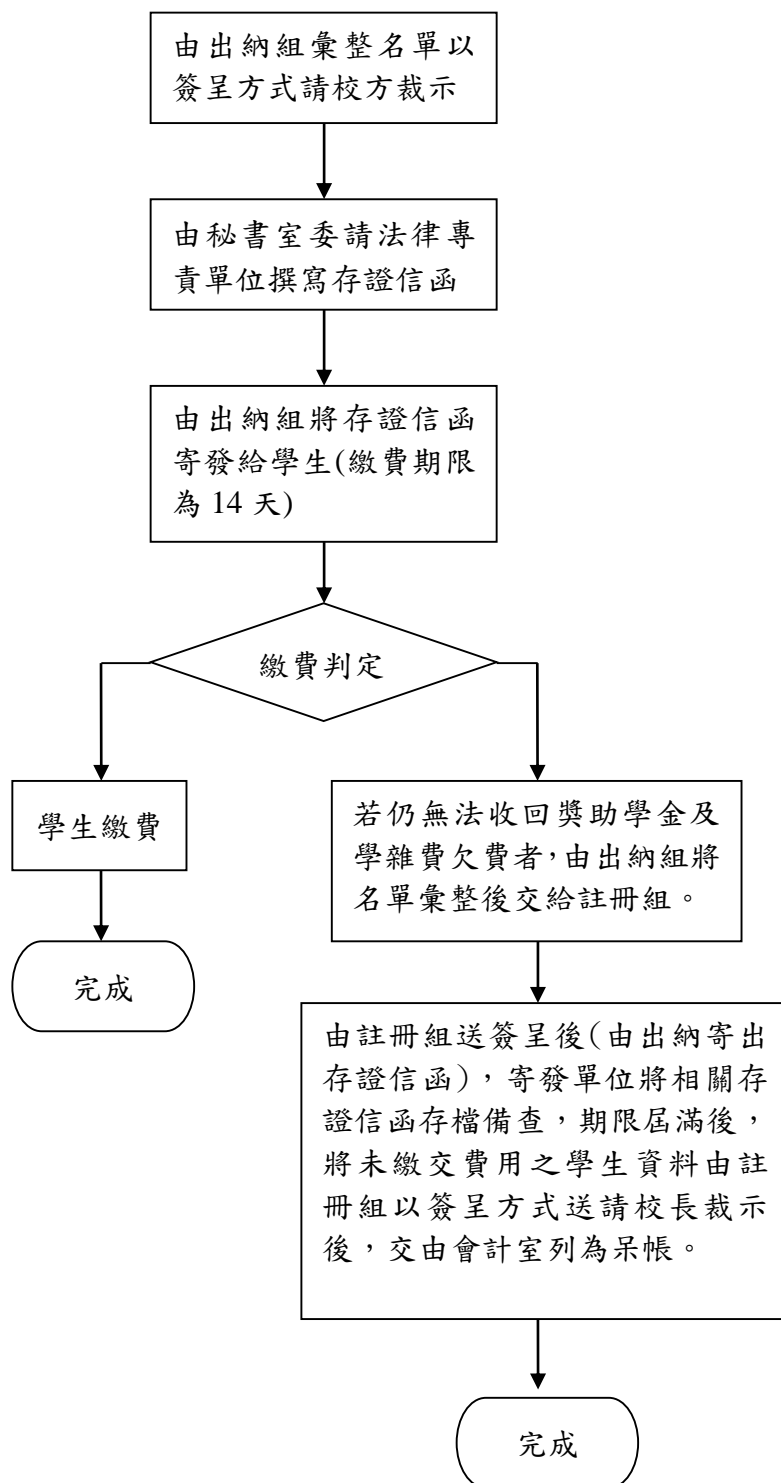 由出納組彙整名單以
簽呈方式請校方裁示
由秘書室委請法律專
責單位撰寫存證信函
由出納組將存證信函
寄發給學生(繳費期限
為 14 天)
繳費判定
學生繳費
完成
若仍無法收回獎助學金及
學雜費欠費者,由出納組將
名單彙整後交給註冊組。
由註冊組送簽呈後(由出納寄出
存證信函),寄發單位將相關存
證信函存檔備查,期限屆滿後,
將未繳交費用之學生資料由註
冊組以簽呈方式送請校長裁示
後,交由會計室列為呆帳。
完成